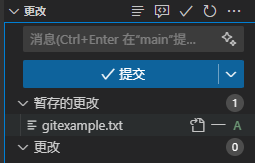 更改
消息(Ctrl+Enter 在“main”提...
提交
暂存的更改 1
gitexample.txt A
更改 0